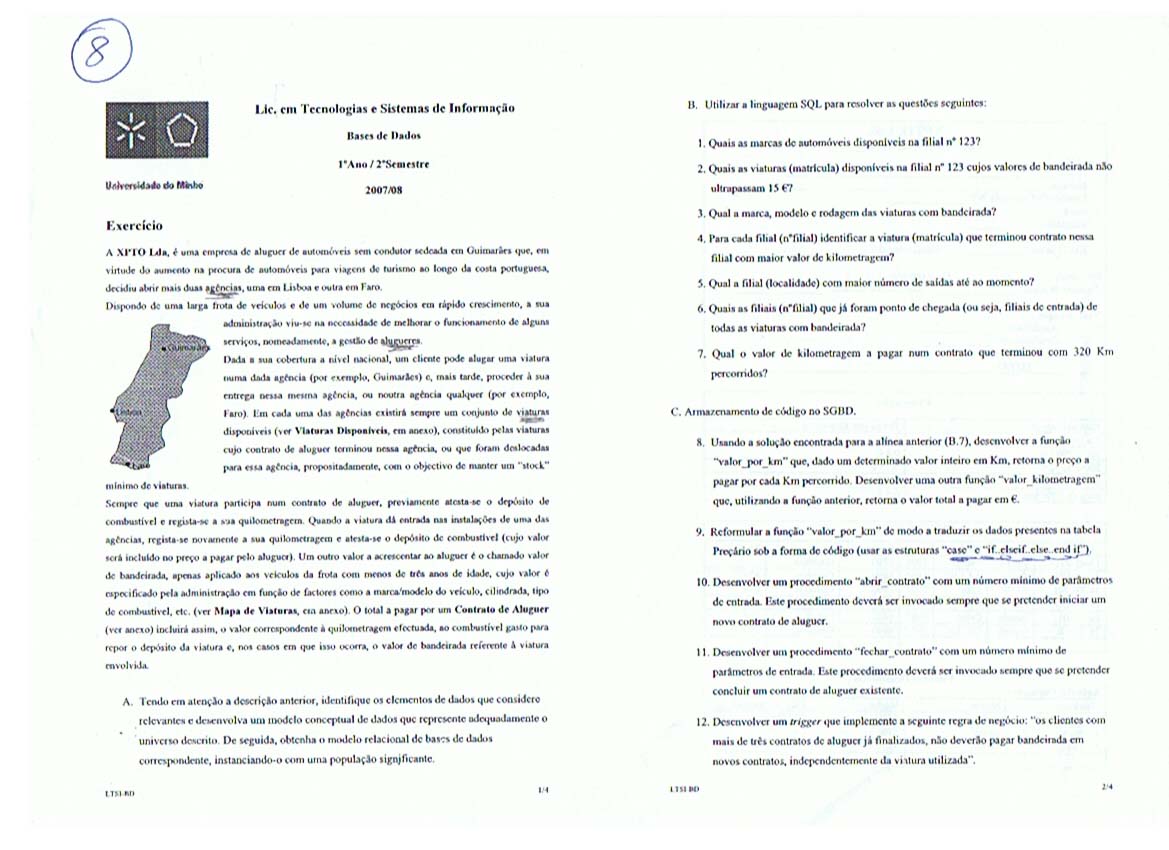 8
Lic. em Tecnologias e Sistemas de Informação
Bases de Dados
1ºAno / 2ºSemestre
2007/08
Universidade do Minho
Exercício
A XPTO Lda, é uma empresa de aluguer de automóveis sem condutor sedeada em Guimarães que, em
virtude do aumento na procura de automóveis para viagens de turismo ao longo da costa portuguesa,
decidiu abrir mais duas agências, uma em Lisboa e outra em Faro.
Dispondo de uma larga frota de veículos e de um volume de negócios em rápido crescimento, a sua
administração viu-se na necessidade de melhorar o funcionamento de alguns
serviços, nomeadamente, a gestão de alugueres.
Dada a sua cobertura a nível nacional, um cliente pode alugar uma viatura
numa dada agência (por exemplo, Guimarães) e, mais tarde, proceder à sua
entrega nessa mesma agência, ou noutra agência qualquer (por exemplo,
Faro). Em cada uma das agências existirá sempre um conjunto de viaturas
disponíveis (ver Viaturas Disponíveis, em anexo), constituído pelas viaturas
cujo contrato de aluguer terminou nessa agência, ou que foram deslocadas
para essa agência, propositadamente, com o objectivo de manter um "stock"
mínimo de viaturas.
Guimarães
Lisboa
Faro
Sempre que uma viatura participa num contrato de aluguer, previamente atesta-se o depósito de
combustível e regista-se a sua quilometragem. Quando a viatura dá entrada nas instalações de uma das
agências, regista-se novamente a sua quilometragem e atesta-se o depósito de combustível (cujo valor
será incluído no preço a pagar pelo aluguer). Um outro valor a acrescentar ao aluguer é o chamado valor
de bandeirada, apenas aplicado aos veículos da frota com menos de três anos de idade, cujo valor é
especificado pela administração em função de factores como a marca/modelo do veículo, cilindrada, tipo
de combustível, etc. (ver Mapa de Viaturas, em anexo). O total a pagar por um Contrato de Aluguer
(ver anexo) incluirá assim, o valor correspondente à quilometragem efectuada, ao combustível gasto para
repor o depósito da viatura e, nos casos em que isso ocorra, o valor de bandeirada referente à viatura
envolvida.
A. Tendo em atenção a descrição anterior, identifique os elementos de dados que considere
relevantes e desenvolva um modelo conceptual de dados que represente adequadamente o
universo descrito. De seguida, obtenha o modelo relacional de bases de dados
correspondente, instanciando-o com uma população significante.
LTSI-BD
1/4
B. Utilizar a linguagem SQL para resolver as questões seguintes:
1. Quais as marcas de automóveis disponíveis na filial nº 123?
2. Quais as viaturas (matrícula) disponíveis na filial nº 123 cujos valores de bandeirada não
ultrapassam 15 €?
3. Qual a marca, modelo e rodagem das viaturas com bandeirada?
4. Para cada filial (nºfilial) identificar a viatura (matrícula) que terminou contrato nessa
filial com maior valor de kilometragem?
5. Qual a filial (localidade) com maior número de saídas até ao momento?
6. Quais as filiais (nºfilial) que já foram ponto de chegada (ou seja, filiais de entrada) de
todas as viaturas com bandeirada?
7. Qual o valor de kilometragem a pagar num contrato que terminou com 320 Km
percorridos?
C. Armazenamento de código no SGBD.
8. Usando a solução encontrada para a alínea anterior (B.7), desenvolver a função
"valor_por_km" que, dado um determinado valor inteiro em Km, retorna o preço a
pagar por cada Km percorrido. Desenvolver uma outra função "valor_kilometragem"
que, utilizando a função anterior, retorna o valor total a pagar em €.
9. Reformular a função "valor_por_km" de modo a traduzir os dados presentes na tabela
Preçário sob a forma de código (usar as estruturas "case" e "if..elseif..else..end if").
10. Desenvolver um procedimento "abrir_contrato" com um número mínimo de parâmetros
de entrada. Este procedimento deverá ser invocado sempre que se pretender iniciar um
novo contrato de aluguer.
11. Desenvolver um procedimento "fechar_contrato" com um número mínimo de
parâmetros de entrada. Este procedimento deverá ser invocado sempre que se pretender
concluir um contrato de aluguer existente.
12. Desenvolver um trigger que implemente a seguinte regra de negócio: "os clientes com
mais de três contratos de aluguer já finalizados, não deverão pagar bandeirada em
novos contratos, independentemente da viatura utilizada".
LTSI-BD
2/4